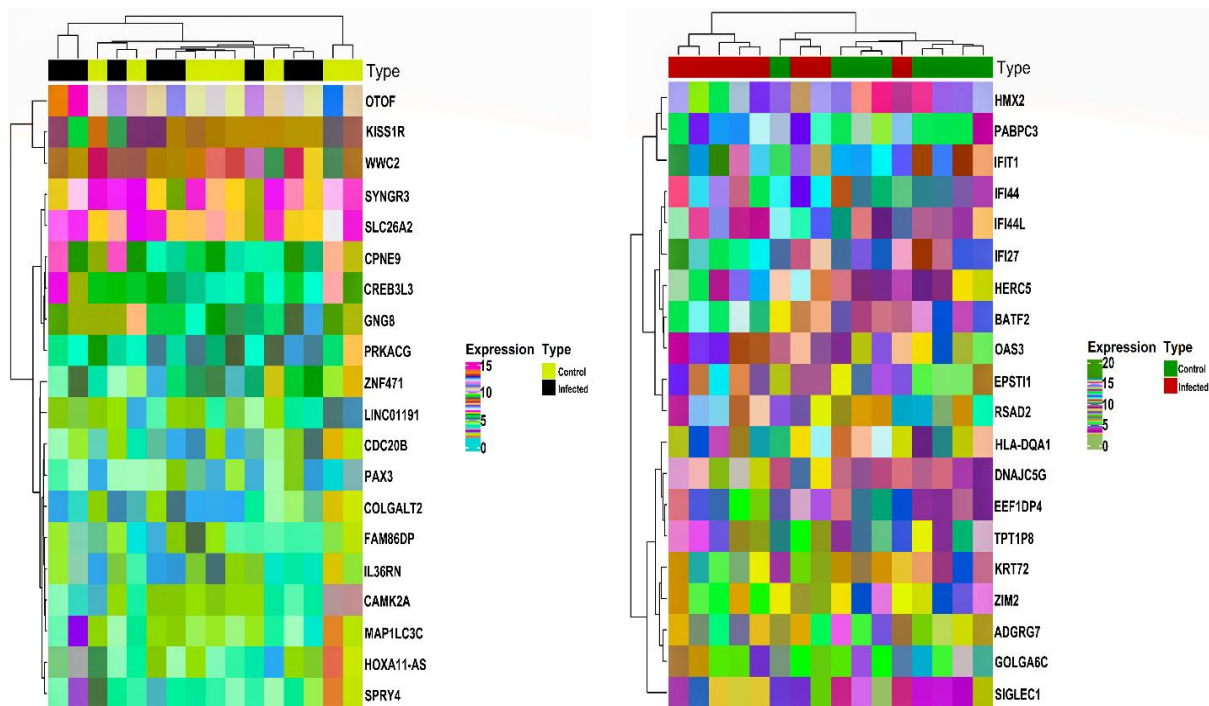 Type
OTOF
KISS1R
WWC2
SYNGR3
SLC26A2
CPNE9
CREB3L3
GNG8
PRKACG
ZNF471
LINC01191
CDC20B
PAX3
COLGALT2
FAM86DP
IL36RN
CAMK2A
MAP1LC3C
HOXA11-AS
SPRY4
Expression
15
10
5
0
Type
Control
Infected
Type
HMX2
PABPC3
IFIT1
IFI44
IFI44L
IFI27
HERC5
BATF2
OAS3
EPSTI1
RSAD2
HLA-DQA1
DNAJC5G
EEF1DP4
TPT1P8
KRT72
ZIM2
ADGRG7
GOLGA6C
SIGLEC1
Expression
20
15
10
5
0
Type
Control
Infected